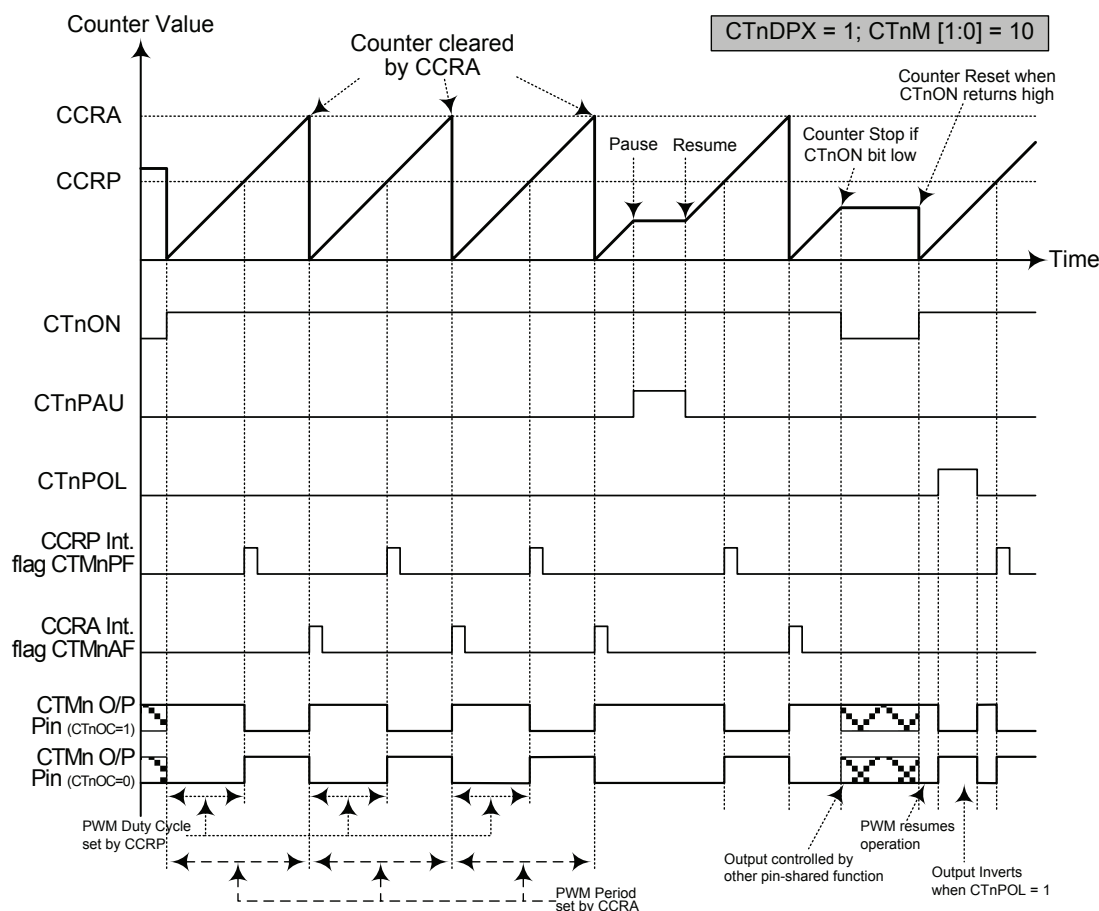 Counter Value
Counter cleared
by CCRA
CTnDPX = 1; CTnM [1:0] = 10
Counter Reset when
CTnON returns high
CCRA
Counter Stop if
CTnON bit low
Pause
Resume
CCRP
Time
CTnON
CTnPAU
CTnPOL
CCRP Int.
flag CTMnPF
CCRA Int.
flag CTMnAF
CTMn O/P
Pin (CTnOC=1)
CTMn O/P
Pin (CTnOC=0)
PWM Duty Cycle
set by CCRP
PWM resumes
operation
Output controlled by
other pin-shared function
Output Inverts
when CTnPOL = 1
PWM Period
set by CCRA